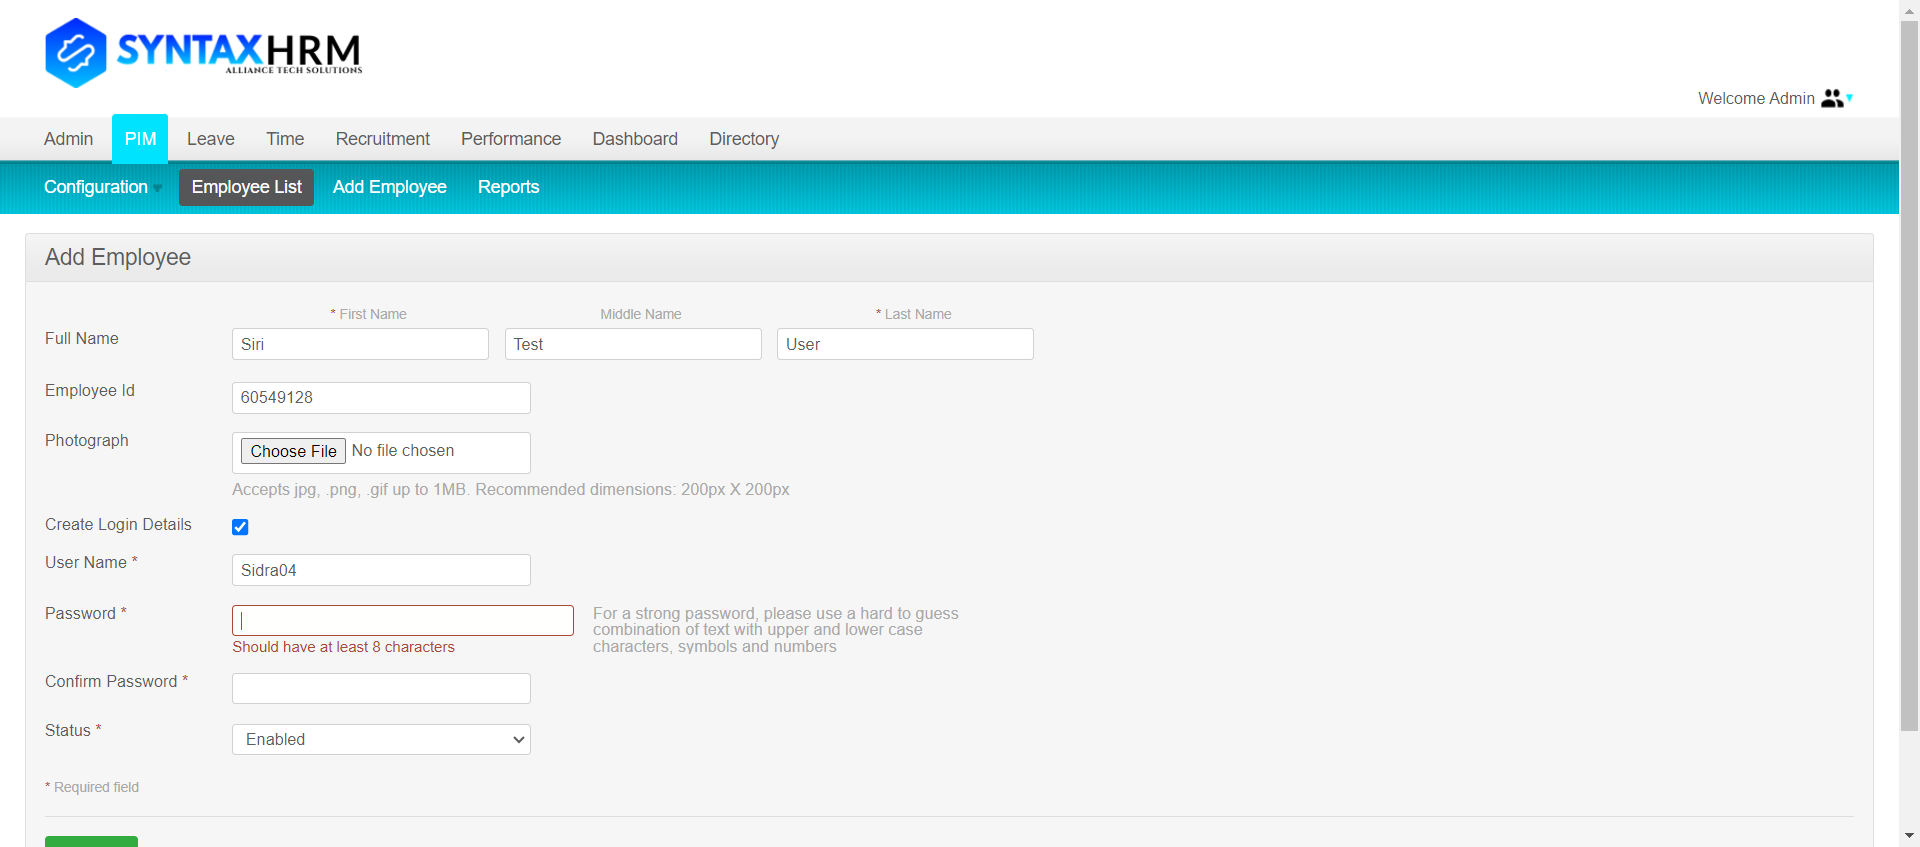 SYNTAXHRM
ALLIANCE TECH SOLUTIONS
Welcome Admin
Admin PIM Leave Time Recruitment Performance Dashboard Directory
Configuration Employee List Add Employee Reports
Add Employee
* First Name Middle Name * Last Name
Full Name Siri Test User
Employee Id 60549128
Photograph Choose File No file chosen
Accepts jpg, .png, .gif up to 1MB. Recommended dimensions: 200px X 200px
Create Login Details
User Name * Sidra04
Password * For a strong password, please use a hard to guess
combination of text with upper and lower case
Should have at least 8 characters characters, symbols and numbers
Confirm Password *
Status * Enabled
* Required field